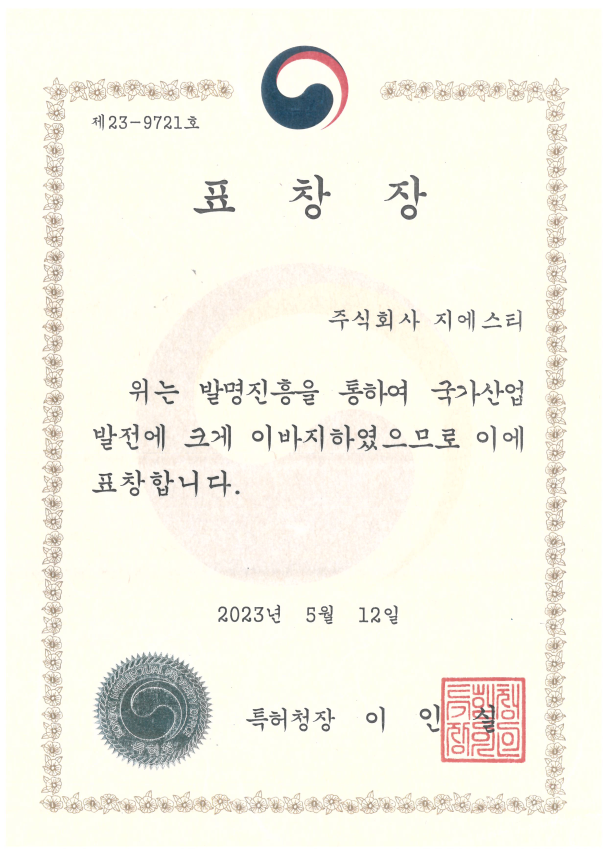 제23-9721호
표 창 장
주식회사 지에스티
위는 발명진흥을 통하여 국가산업
발전에 크게 이바지하였으므로 이에
표창합니다.
2023년 5월 12일
특허청장 이 인 실